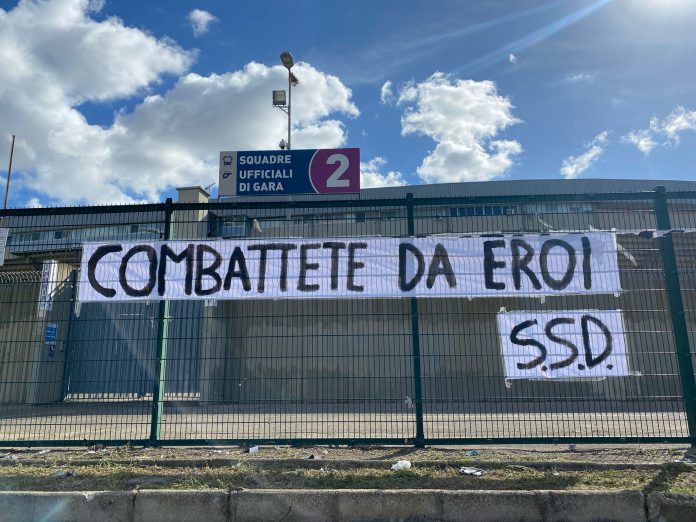 SQUADRE
UFFICIALI
DI GARA
2
COMBATTETE DA EROI
S.S.D.